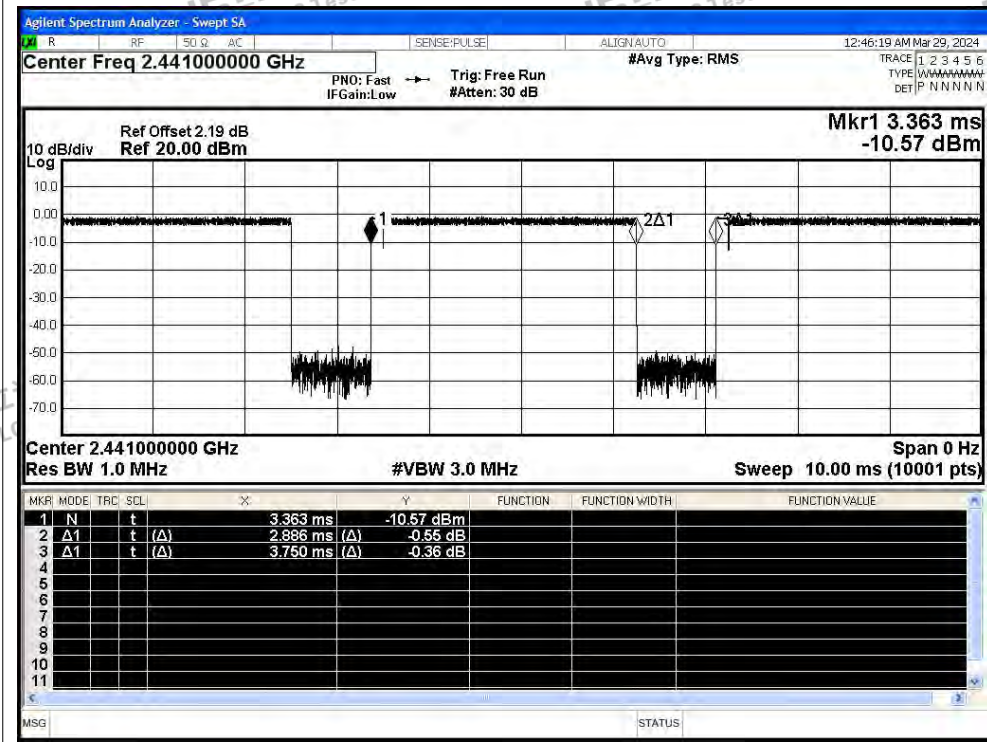 Agilent Spectrum Analyzer - Swept SA
LXI R RF 50 Ω AC SENSE:PULSE ALIGN AUTO 12:46:19 AM Mar 29, 2024
Center Freq 2.441000000 GHz #Avg Type: RMS TRACE 1 2 3 4 5 6
PNO: Fast Trig: Free Run TYPE WWWWWW
IFGain:Low #Atten: 30 dB DET P N N N N N
Mkr1 3.363 ms
-10.57 dBm
Ref Offset 2.19 dB
10 dB/div Ref 20.00 dBm
Log
10.0
0.00
1 2Δ1 3Δ1
-10.0
-20.0
-30.0
-40.0
-50.0
-60.0
-70.0
Center 2.441000000 GHz Span 0 Hz
Res BW 1.0 MHz #VBW 3.0 MHz Sweep 10.00 ms (10001 pts)
MKR MODE TRC SCL X Y FUNCTION FUNCTION WIDTH FUNCTION VALUE
1 N t 3.363 ms -10.57 dBm
2 Δ1 t (Δ) 2.886 ms (Δ) -0.55 dB
3 Δ1 t (Δ) 3.750 ms (Δ) -0.36 dB
4
5
6
7
8
9
10
11
MSG STATUS